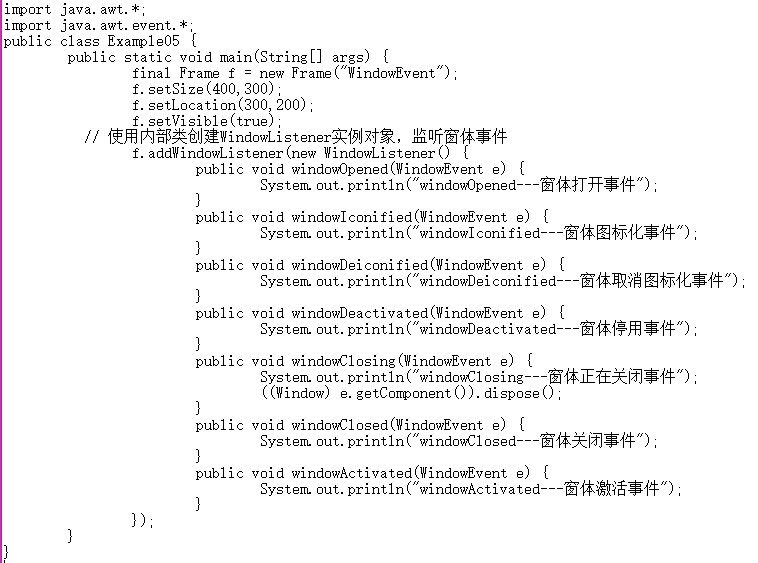 import java.awt.*;
import java.awt.event.*;
public class Example05 {
        public static void main(String[] args) {
                final Frame f = new Frame("WindowEvent");
                f.setSize(400,300);
                f.setLocation(300,200);
                f.setVisible(true);
          // 使用内部类创建WindowListener实例对象，监听窗体事件
                f.addWindowListener(new WindowListener() {
                        public void windowOpened(WindowEvent e) {
                                System.out.println("windowOpened---窗体打开事件");
                        }
                        public void windowIconified(WindowEvent e) {
                                System.out.println("windowIconified---窗体图标化事件");
                        }
                        public void windowDeiconified(WindowEvent e) {
                                System.out.println("windowDeiconified---窗体取消图标化事件");
                        }
                        public void windowDeactivated(WindowEvent e) {
                                System.out.println("windowDeactivated---窗体停用事件");
                        }
                        public void windowClosing(WindowEvent e) {
                                System.out.println("windowClosing---窗体正在关闭事件");
                                ((Window) e.getComponent()).dispose();
                        }
                        public void windowClosed(WindowEvent e) {
                                System.out.println("windowClosed---窗体关闭事件");
                        }
                        public void windowActivated(WindowEvent e) {
                                System.out.println("windowActivated---窗体激活事件");
                        }
                });
        }
}